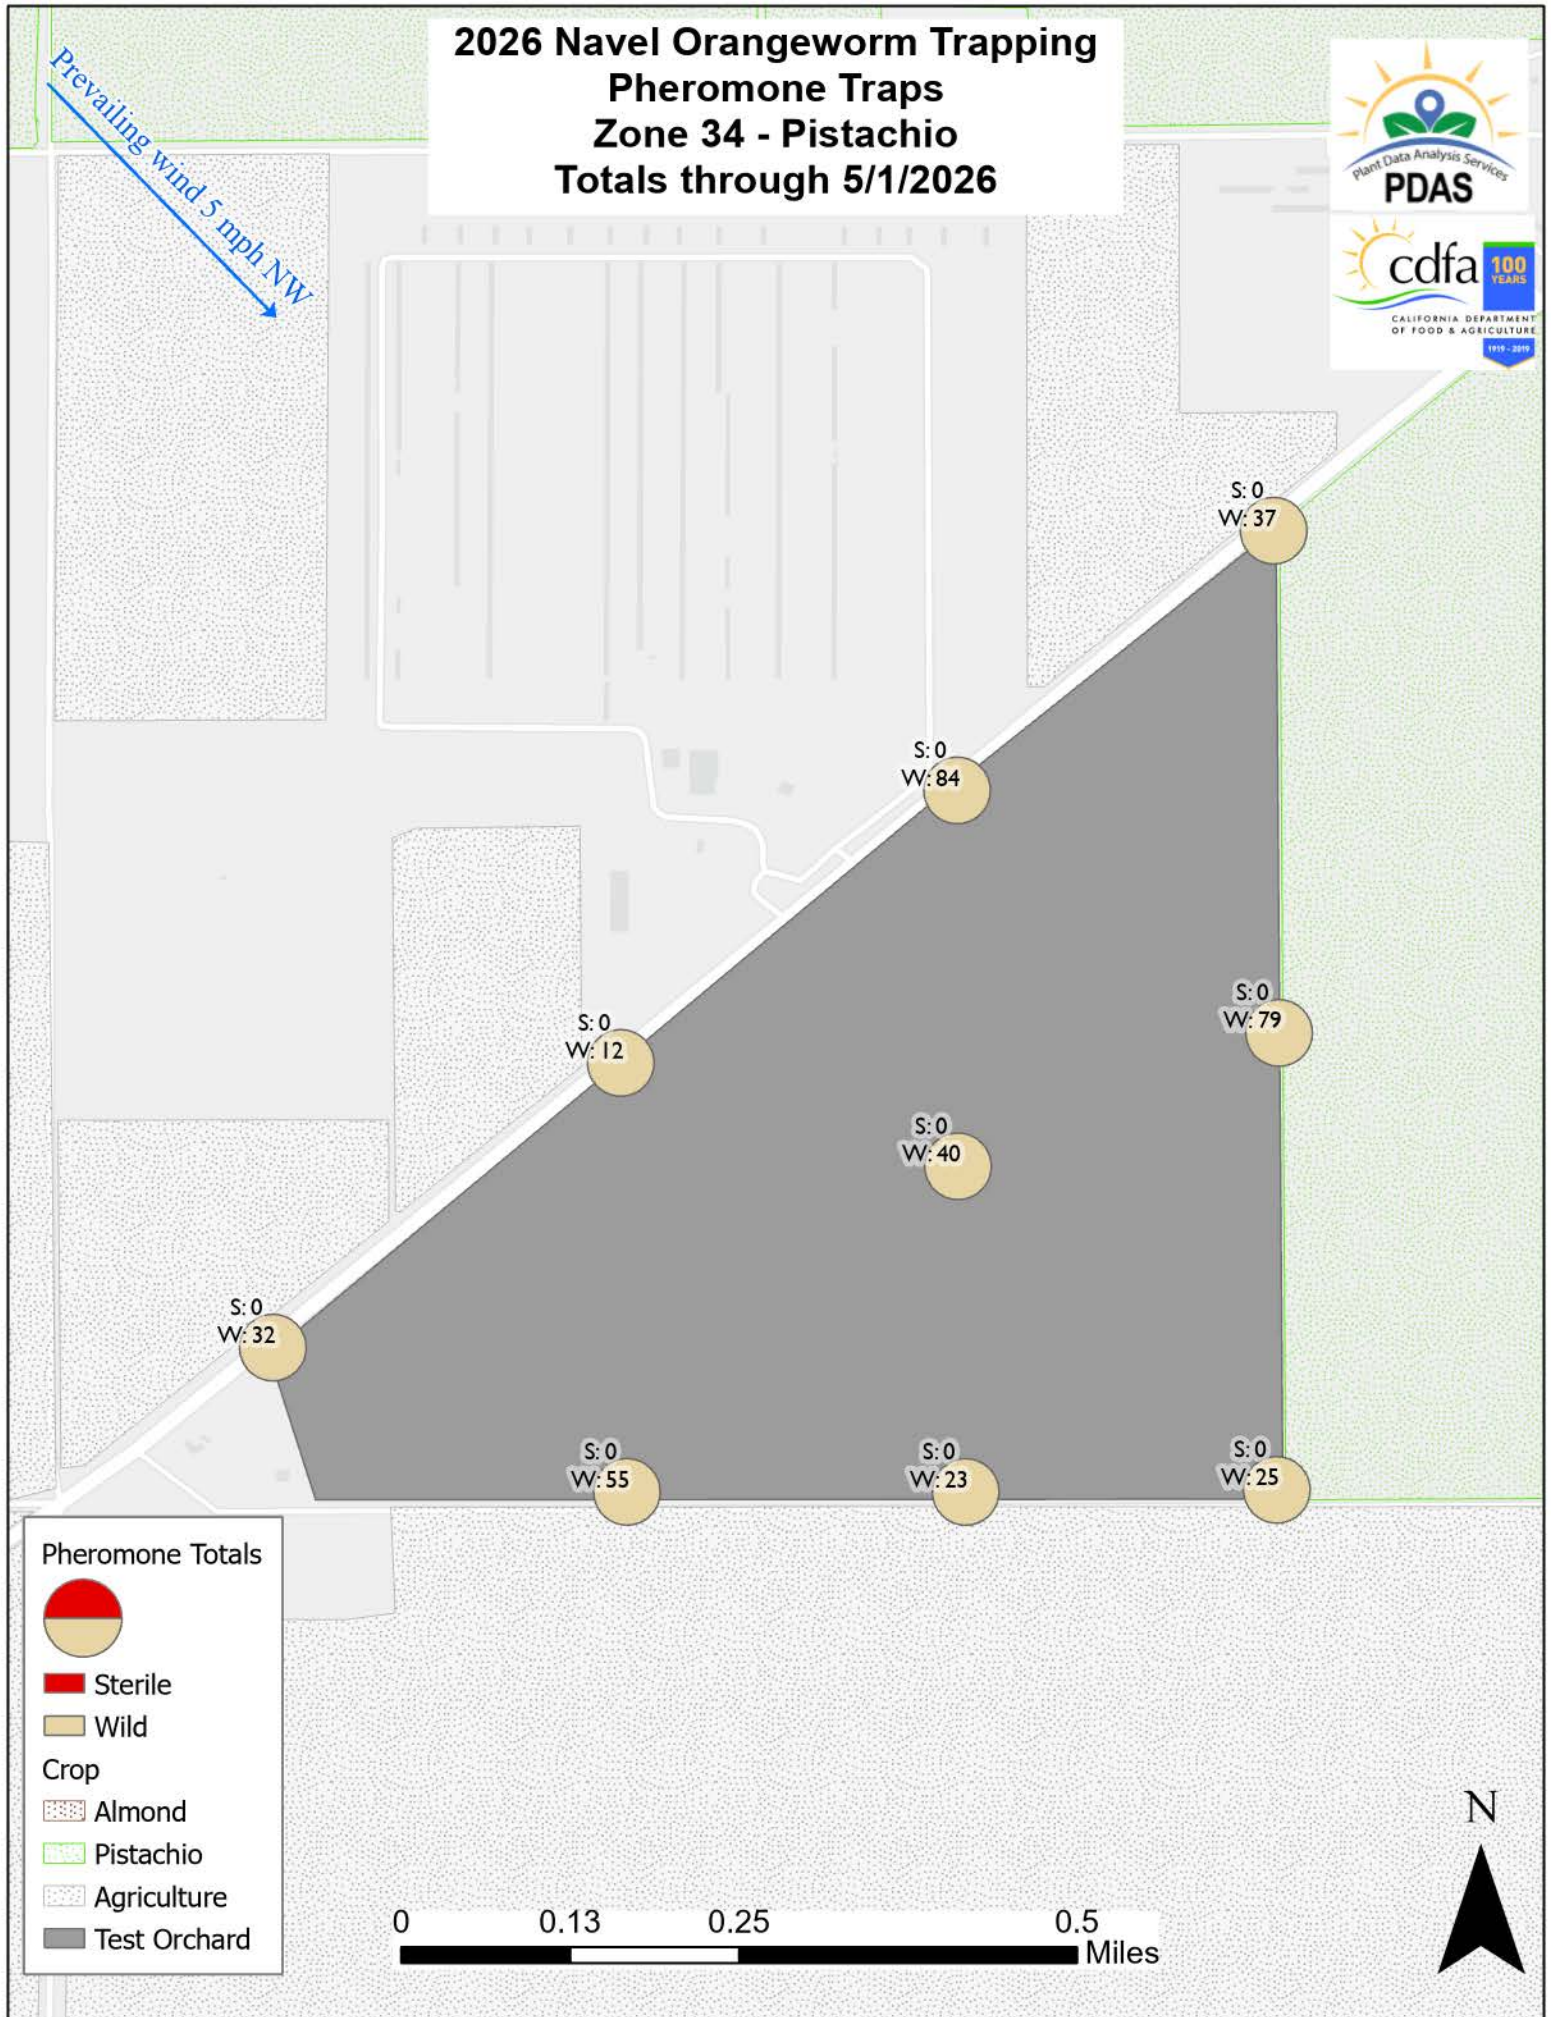 2026 Navel Orangeworm Trapping
Pheromone Traps
Zone 34 - Pistachio
Totals through 5/1/2026
Prevailing wind 5 mph NW
Plant Data Analysis Services
PDAS
cdfa
100
YEARS
CALIFORNIA DEPARTMENT
OF FOOD & AGRICULTURE
1919 - 2019
S: 0
W: 37
S: 0
W: 84
S: 0
W: 79
S: 0
W: 12
S: 0
W: 40
S: 0
W: 32
S: 0
W: 55
S: 0
W: 23
S: 0
W: 25
Pheromone Totals
Sterile
Wild
Crop
Almond
Pistachio
Agriculture
Test Orchard
0 0.13 0.25 0.5
Miles
N